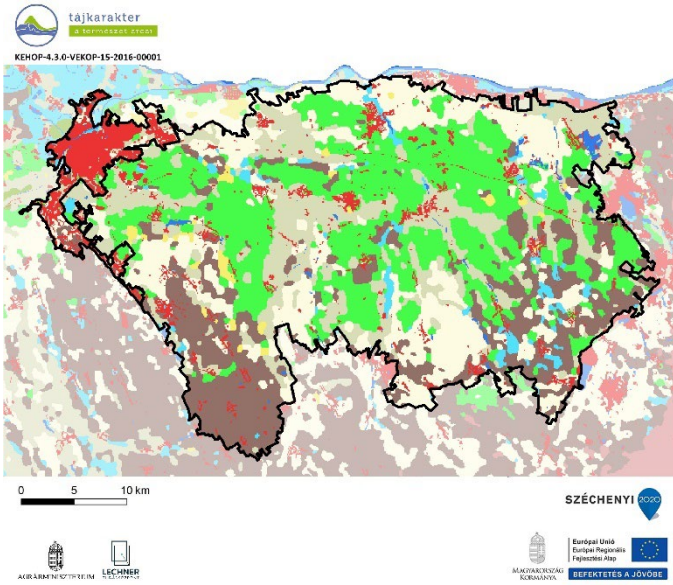 tájkarakter
a természet arcai
KEHOP-4.3.0-VEKOP-15-2016-00001
0 5 10 km
SZÉCHENYI 2020
AGRÁRMINISZTÉRIUM
LECHNER
MAGYARORSZÁG
KORMÁNYA
Európai Unió
Európai Regionális
Fejlesztési Alap
BEFEKTETÉS A JÖVŐBE